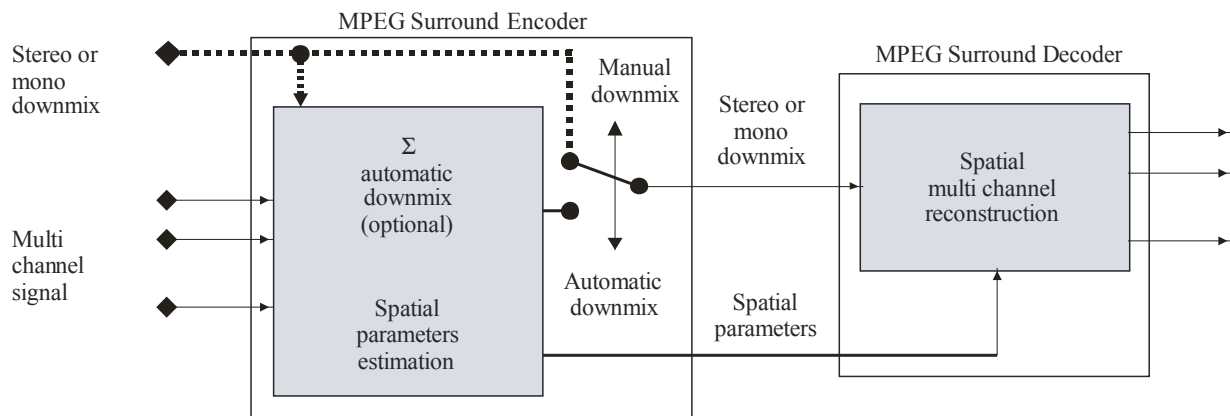 MPEG Surround Encoder
Stereo or
mono
downmix
Manual
downmix
MPEG Surround Decoder
Stereo or
mono
downmix
Σ
automatic
downmix
(optional)
Spatial
multi channel
reconstruction
Multi
channel
signal
Automatic
downmix
Spatial
parameters
estimation
Spatial
parameters